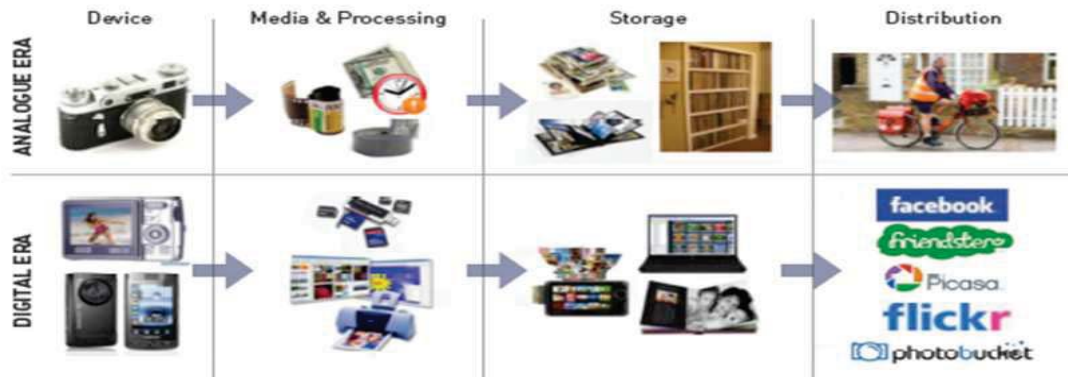 Device
Media & Processing
Storage
Distribution
ANALOGUE ERA
DIGITAL ERA
facebook
friendster
Picasa
flickr
photobucket